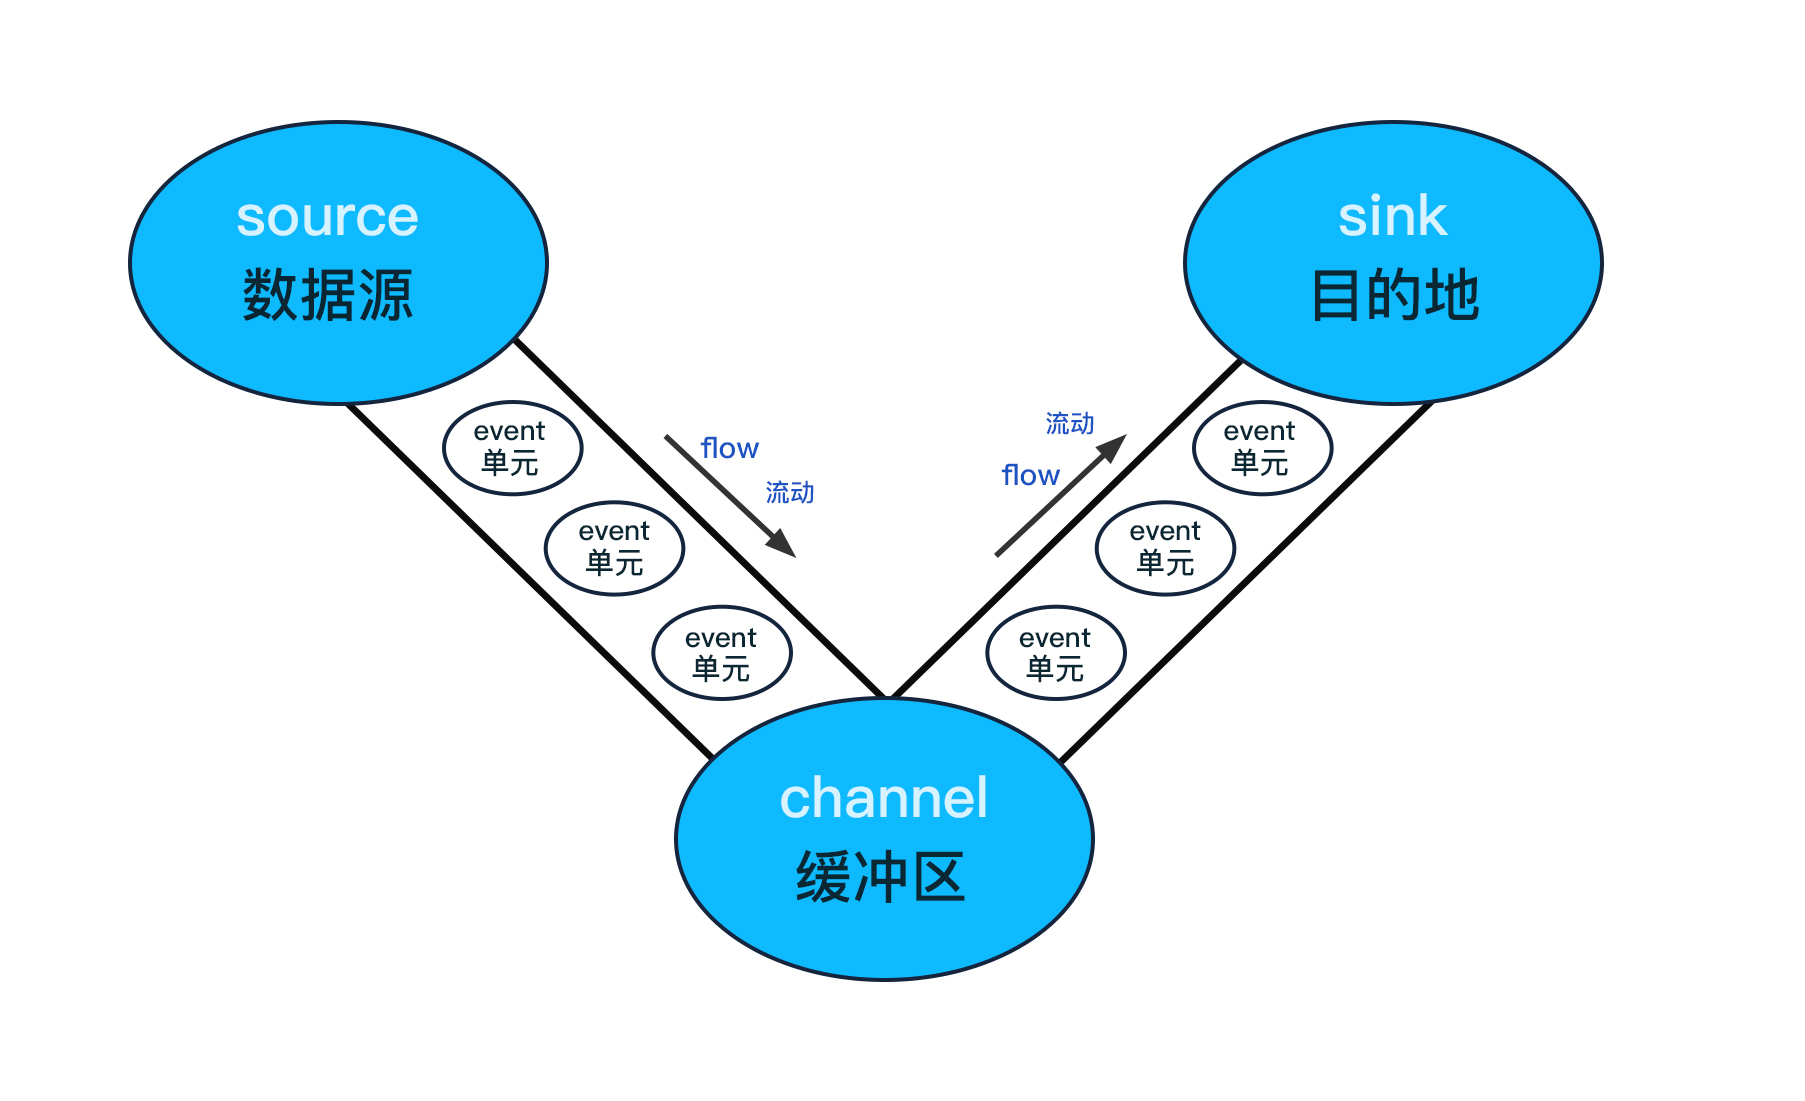 source
数据源
sink
目的地
event
单元
event
单元
event
单元
flow
流动
流动
flow
event
单元
event
单元
event
单元
channel
缓冲区